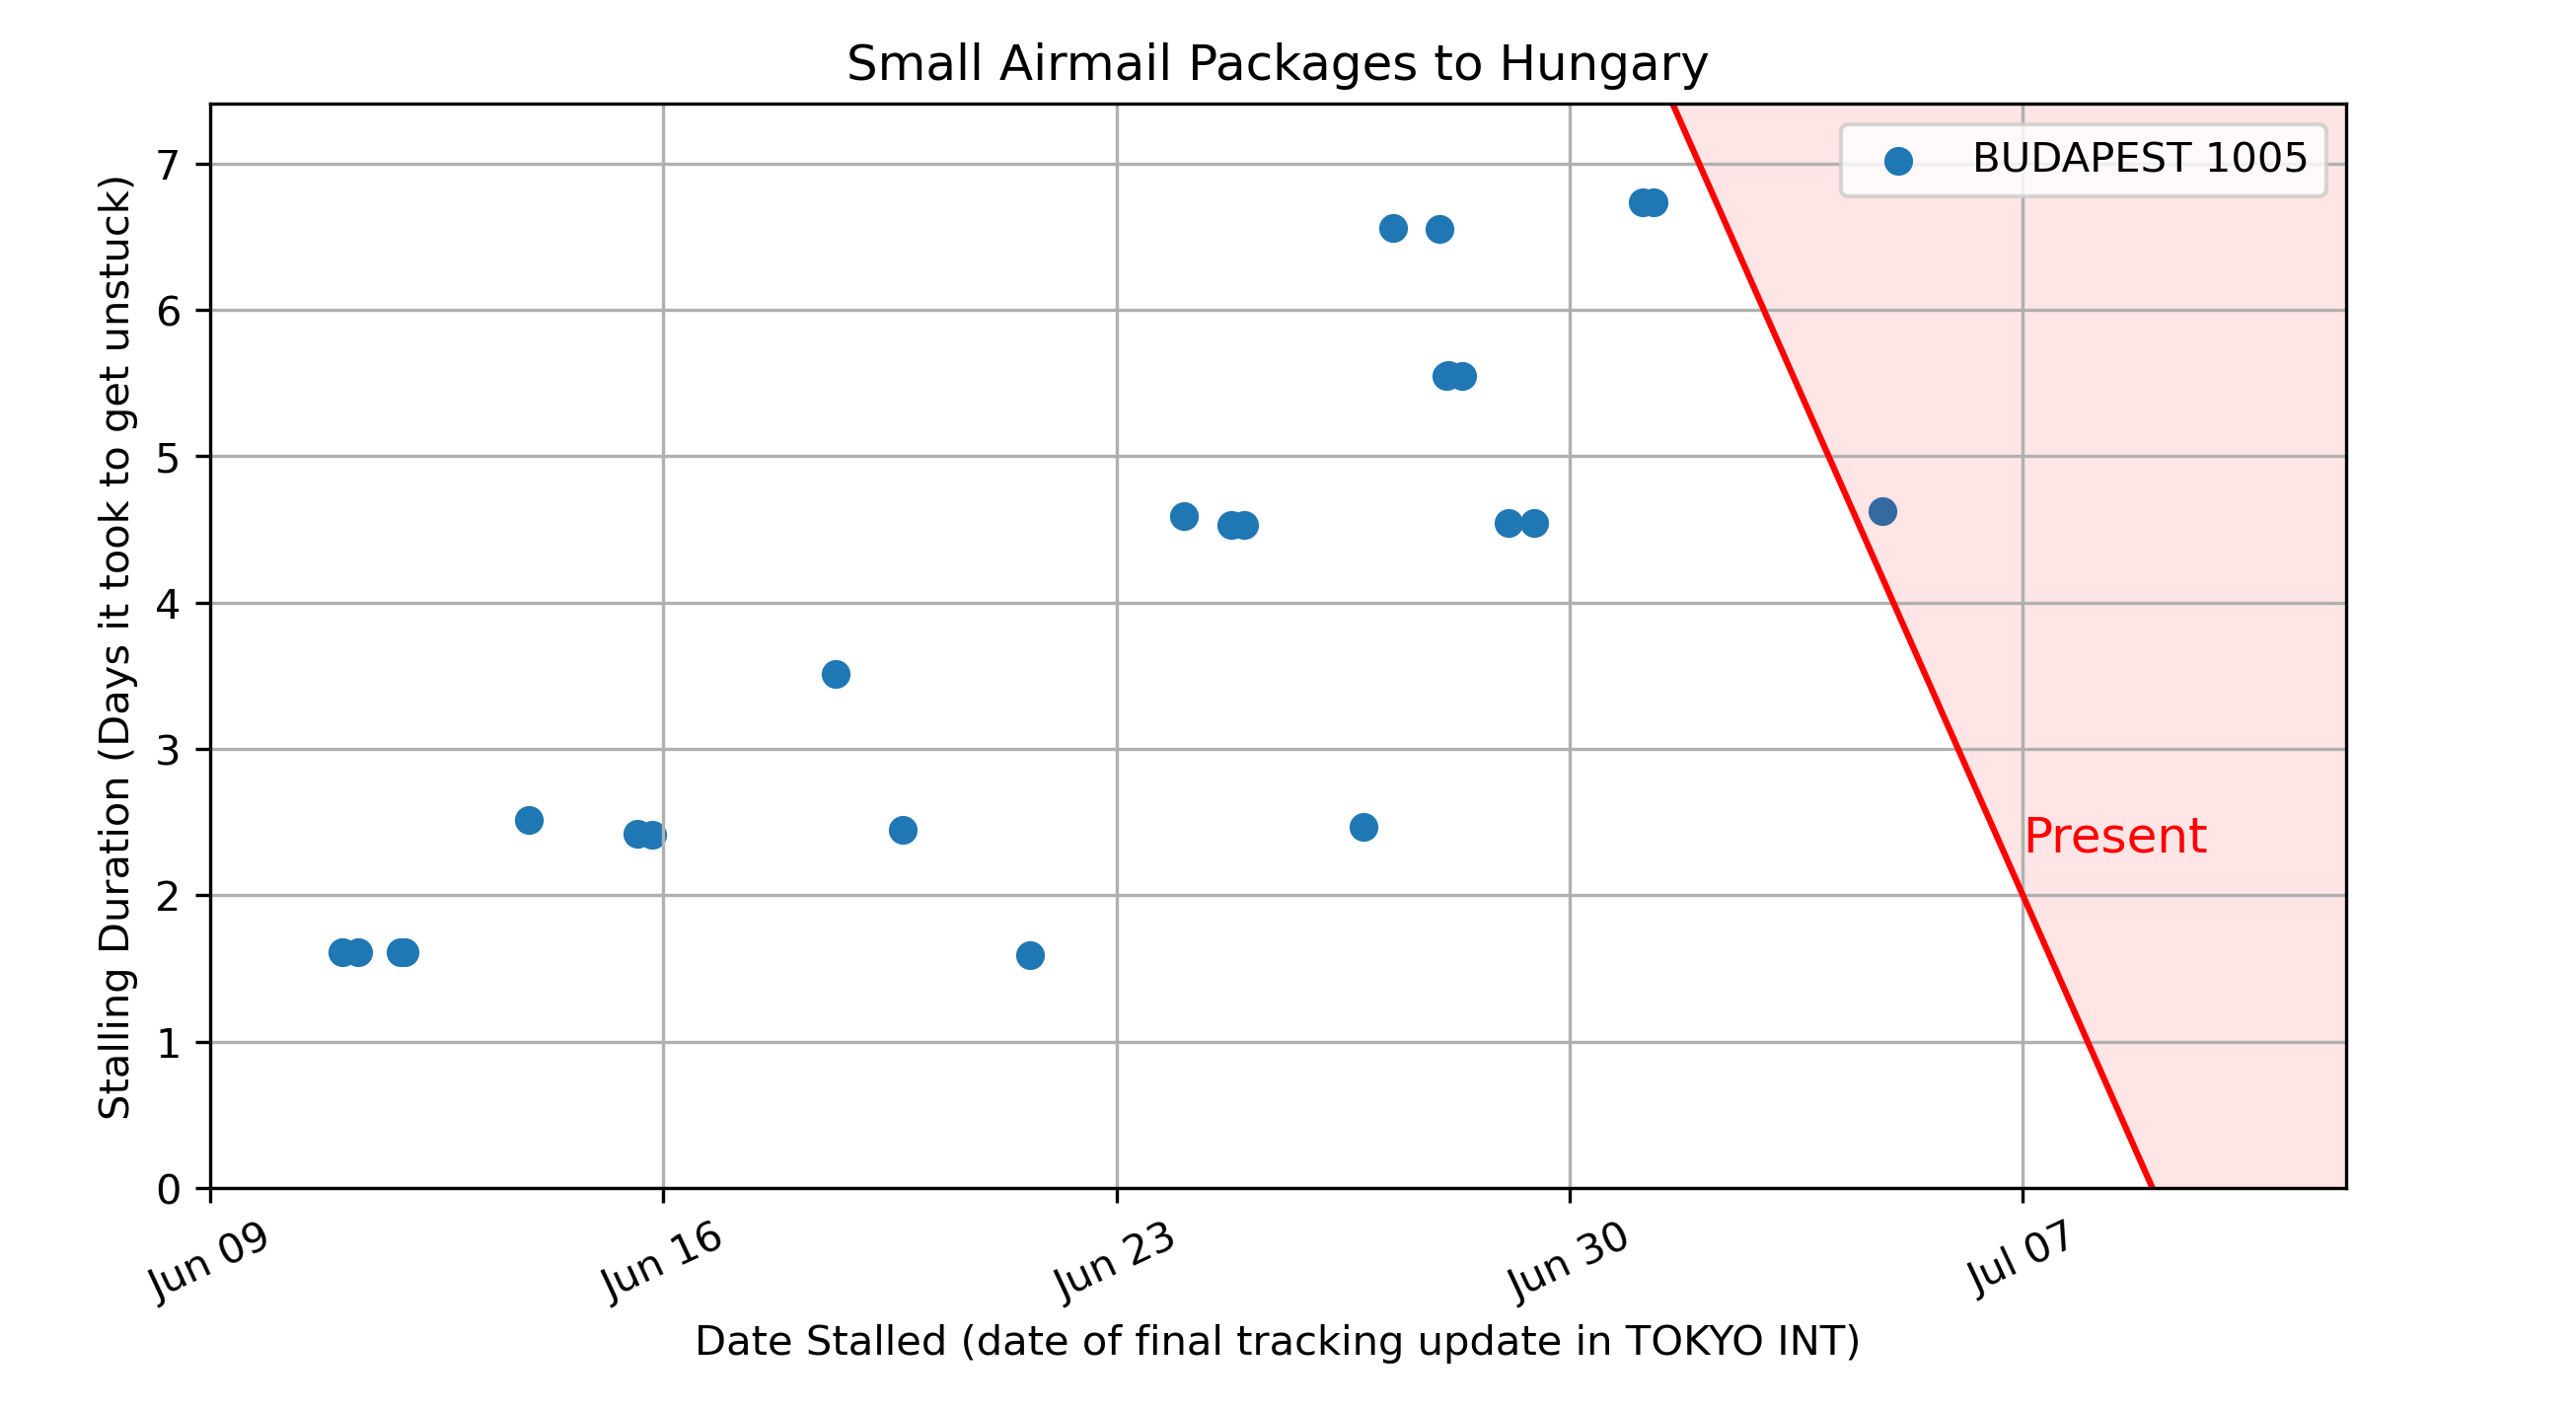 Small Airmail Packages to Hungary
BUDAPEST 1005
Stalling Duration (Days it took to get unstuck)
7
6
5
4
3
2
1
0
Present
Jun 09
Jun 16
Jun 23
Jun 30
Jul 07
Date Stalled (date of final tracking update in TOKYO INT)